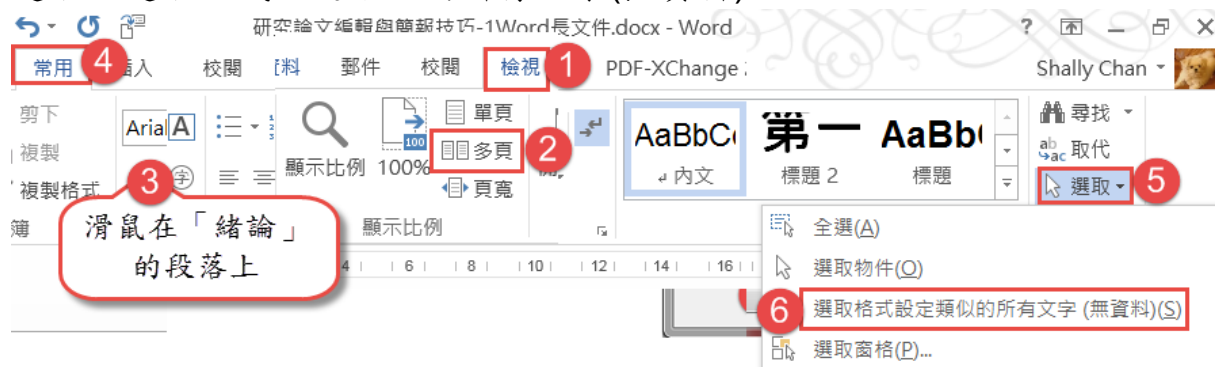 研究論文編輯與簡報技巧-1Word長文件.docx - Word ?
常用 4 插入 校閱 資料 郵件 校閱 檢視 1 PDF-XChange Shally Chan
剪下
複製
複製格式
簿
Arial A
字
3
滑鼠在「緒論」
的段落上
顯示比例
100
100%
單頁
多頁 2
頁寬
顯示比例
AaBbC
內文
第一
標題 2
AaBb
標題
尋找
取代
選取 5
全選(A)
選取物件(O)
6 選取格式設定類似的所有文字 (無資料)(S)
選取窗格(P)...
4 6 8 10 12 14 16